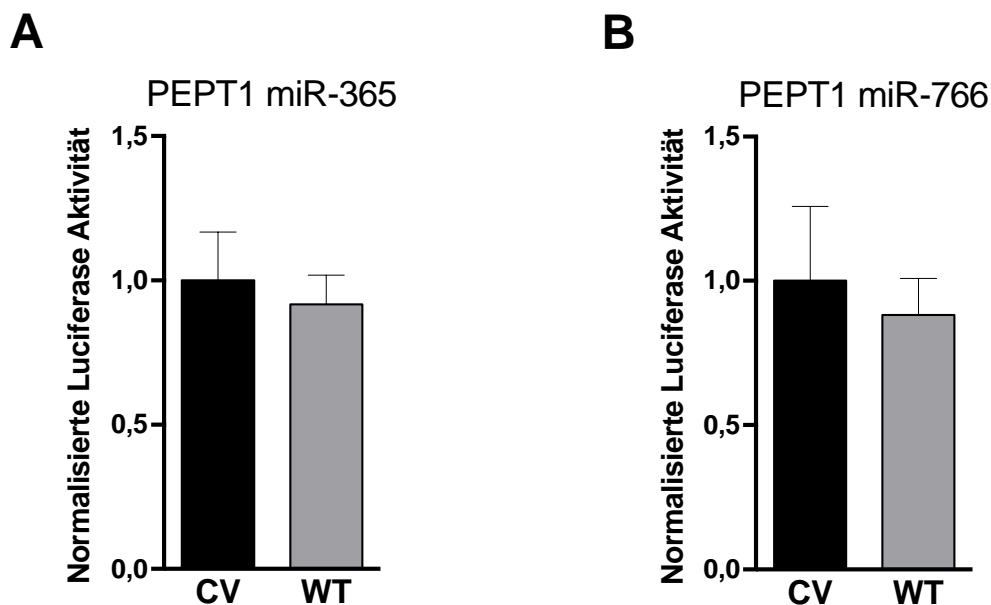 A
PEPT1 miR-365
Normalisierte Luciferase Aktivität
1,5
1,0
0,5
0,0
CV WT
B
PEPT1 miR-766
Normalisierte Luciferase Aktivität
1,5
1,0
0,5
0,0
CV WT